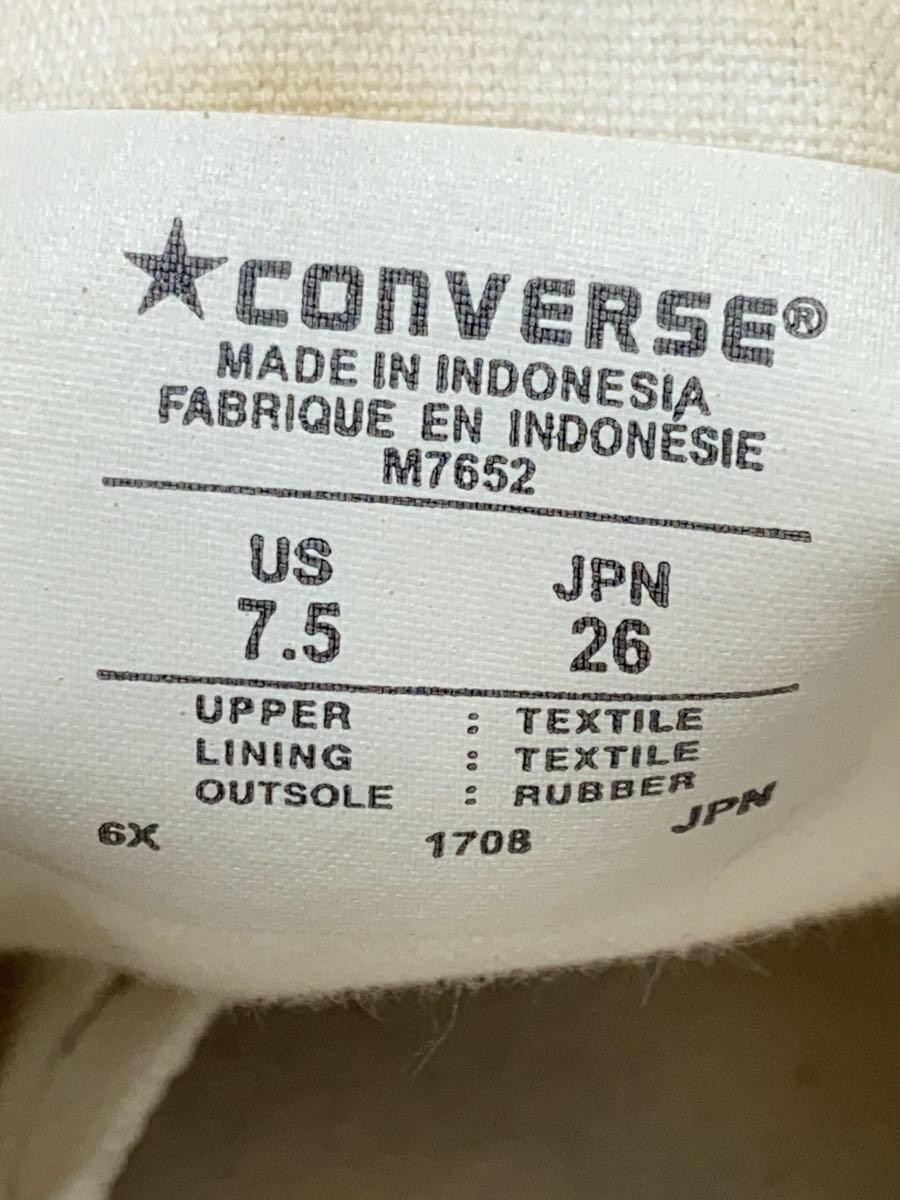 ★CONVERSE®
MADE IN INDONESIA
FABRIQUE EN INDONÉSIE
M7652
US JPN
7.5 26
UPPER : TEXTILE
LINING : TEXTILE
OUTSOLE : RUBBER
6X 1708 JPN